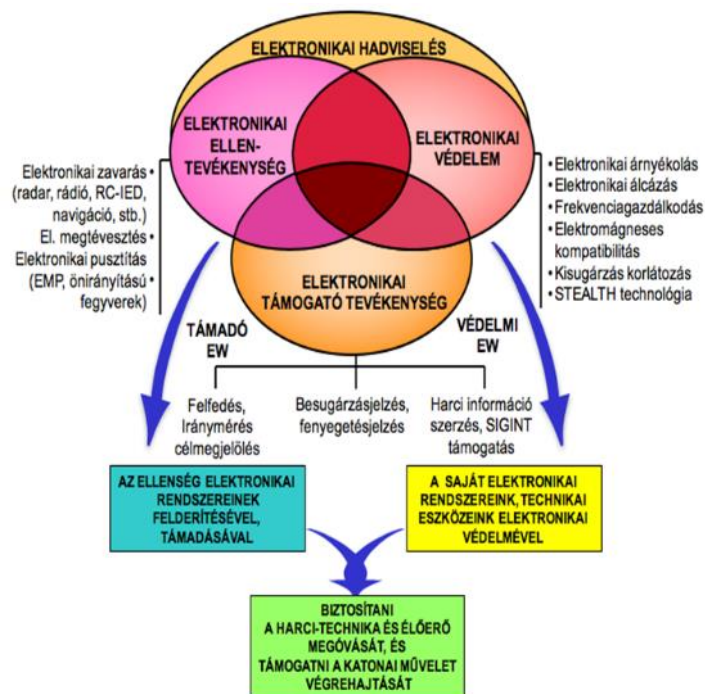 ELEKTRONIKAI HADVISELÉS
ELEKTRONIKAI
ELLEN-
TEVÉKENYSÉG
ELEKTRONIKAI
VÉDELEM
Elektronikai zavarás •
(radar, rádió, RC-IED,
navigáció, stb.)
El. megtévesztés •
Elektronikai pusztítás •
(EMP, önirányítású
fegyverek)
• Elektronikai árnyékolás
• Elektronikai álcázás
• Frekvenciagazdálkodás
• Elektromágneses
kompatibilitás
• Kisugárzás korlátozás
• STEALTH technológia
ELEKTRONIKAI
TÁMOGATÓ TEVÉKENYSÉG
TÁMADÓ
EW
VÉDELMI
EW
Felfedés,
Iránymérés
célmegjelölés
Besugárzásjelzés,
fenyegetésjelzés
Harci információ
szerzés, SIGINT
támogatás
AZ ELLENSÉG ELEKTRONIKAI
RENDSZEREINEK
FELDERÍTÉSÉVEL,
TÁMADÁSÁVAL
A SAJÁT ELEKTRONIKAI
RENDSZEREINK, TECHNIKAI
ESZKÖZEINK ELEKTRONIKAI
VÉDELMÉVEL
BIZTOSÍTANI
A HARCI-TECHNIKA ÉS ÉLŐERŐ
MEGÓVÁSÁT, ÉS
TÁMOGATNI A KATONAI MŰVELET
VÉGREHAJTÁSÁT